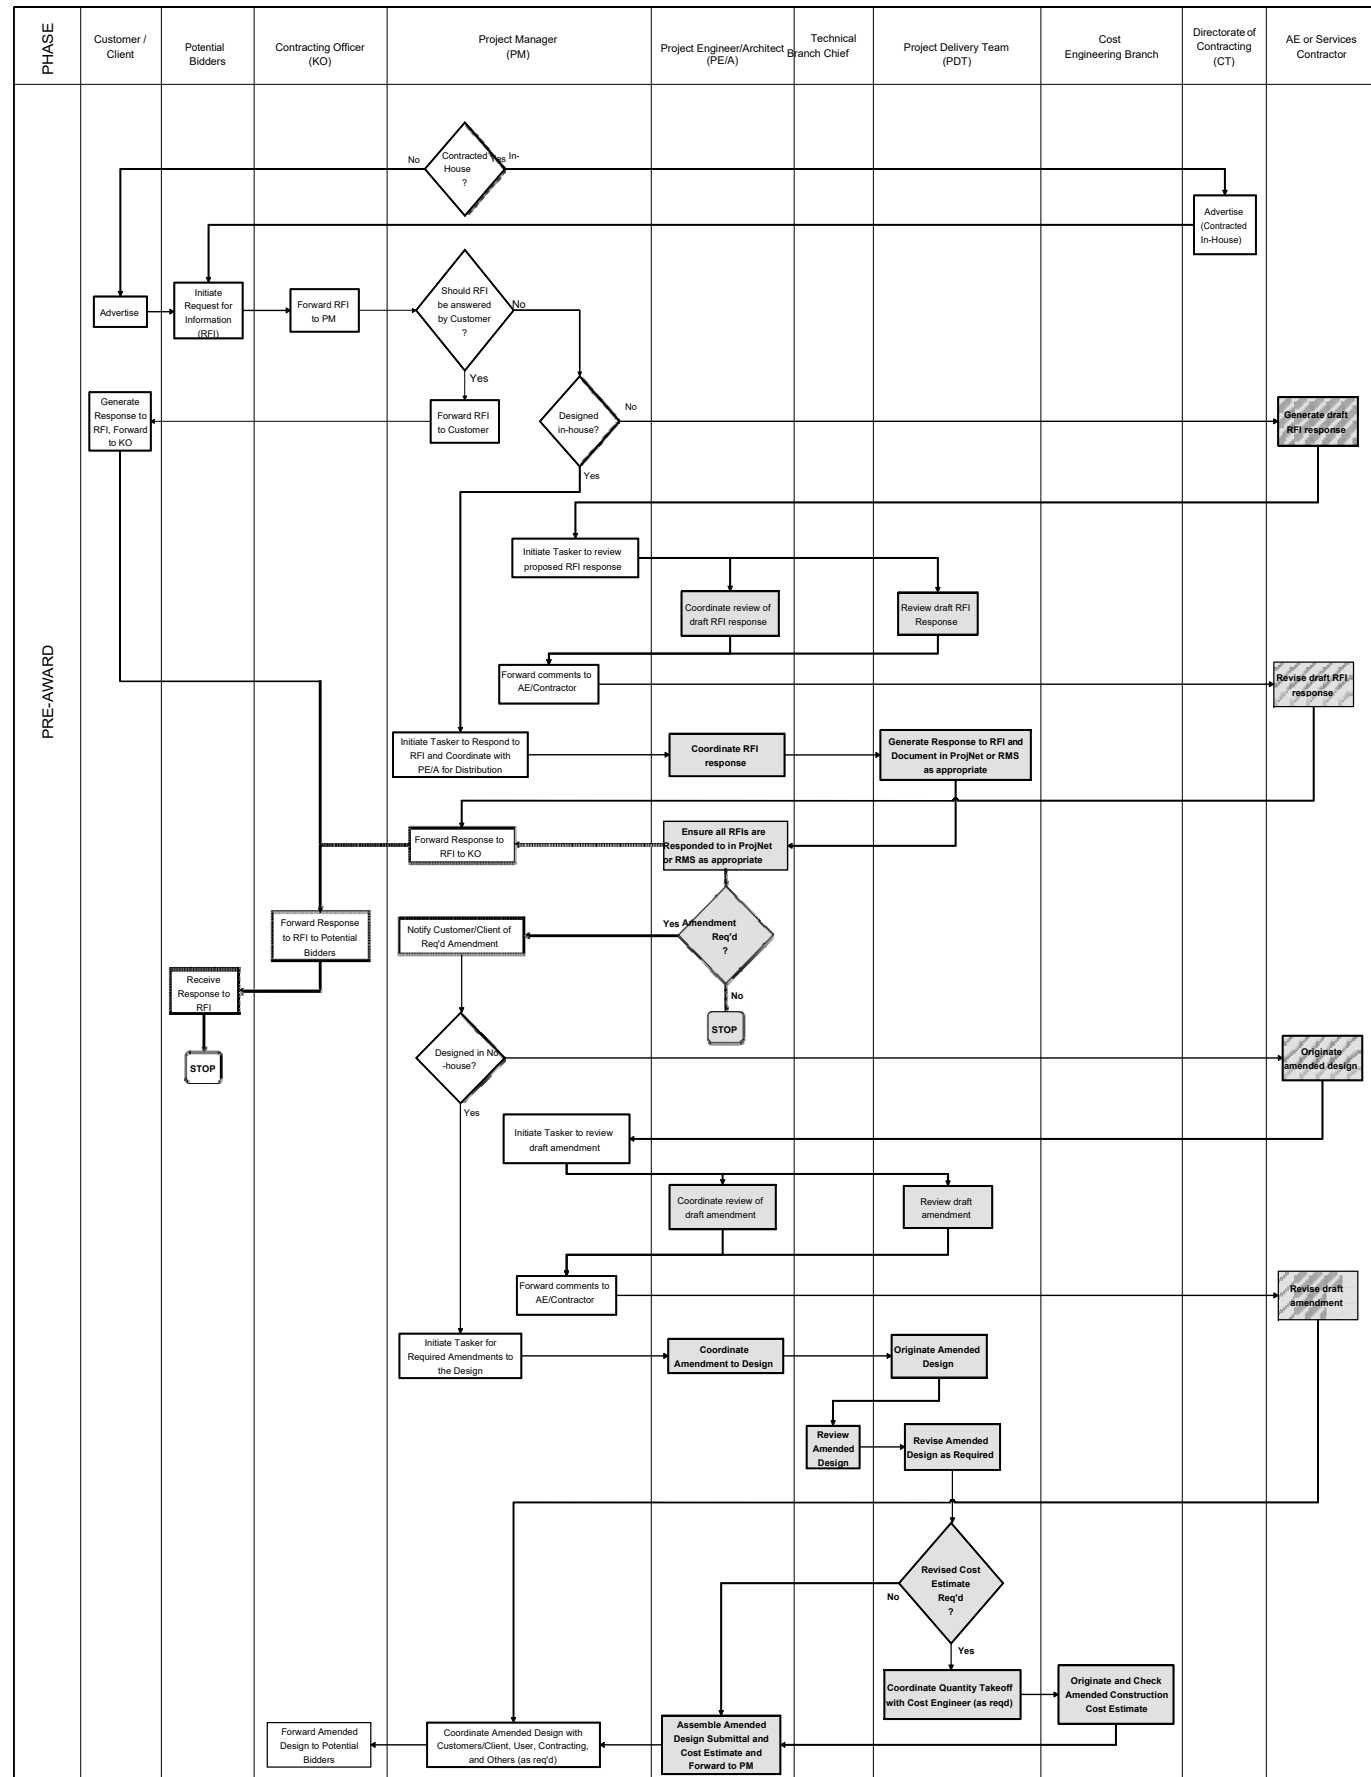 PHASE
Customer /
Client
Potential
Bidders
Contracting Officer
(KO)
Project Manager
(PM)
Project Engineer/Architect
(PE/A)
Technical
Branch Chief
Project Delivery Team
(PDT)
Cost
Engineering Branch
Directorate of
Contracting
(CT)
AE or Services
Contractor
PRE-AWARD
No
Contracted
Yes In-
House
?
Advertise
(Contracted
In-House)
Advertise
Initiate
Request for
Information
(RFI)
Forward RFI
to PM
Should RFI
be answered
by Customer
?
No
Yes
Generate
Response to
RFI, Forward
to KO
Forward RFI
to Customer
Designed
in-house?
No
Yes
Generate draft
RFI response
Initiate Tasker to review
proposed RFI response
Coordinate review of
draft RFI response
Review draft RFI
Response
Forward comments to
AE/Contractor
Revise draft RFI
response
Initiate Tasker to Respond to
RFI and Coordinate with
PE/A for Distribution
Coordinate RFI
response
Generate Response to RFI and
Document in ProjNet or RMS
as appropriate
Forward Response to
RFI to KO
Ensure all RFIs are
Responded to in ProjNet
or RMS as appropriate
Forward Response
to RFI to Potential
Bidders
Notify Customer/Client of
Req'd Amendment
Yes
Amendment
Req'd
?
No
STOP
Receive
Response to
RFI
STOP
Designed in
No
-house?
Yes
Originate
amended design
Initiate Tasker to review
draft amendment
Coordinate review of
draft amendment
Review draft
amendment
Forward comments to
AE/Contractor
Revise draft
amendment
Initiate Tasker for
Required Amendments to
the Design
Coordinate
Amendment to Design
Originate Amended
Design
Review
Amended
Design
Revise Amended
Design as Required
Revised Cost
Estimate
Req'd
?
No
Yes
Coordinate Quantity Takeoff
with Cost Engineer (as reqd)
Originate and Check
Amended Construction
Cost Estimate
Forward Amended
Design to Potential
Bidders
Coordinate Amended Design with
Customers/Client, User, Contracting,
and Others (as req'd)
Assemble Amended
Design Submittal and
Cost Estimate and
Forward to PM